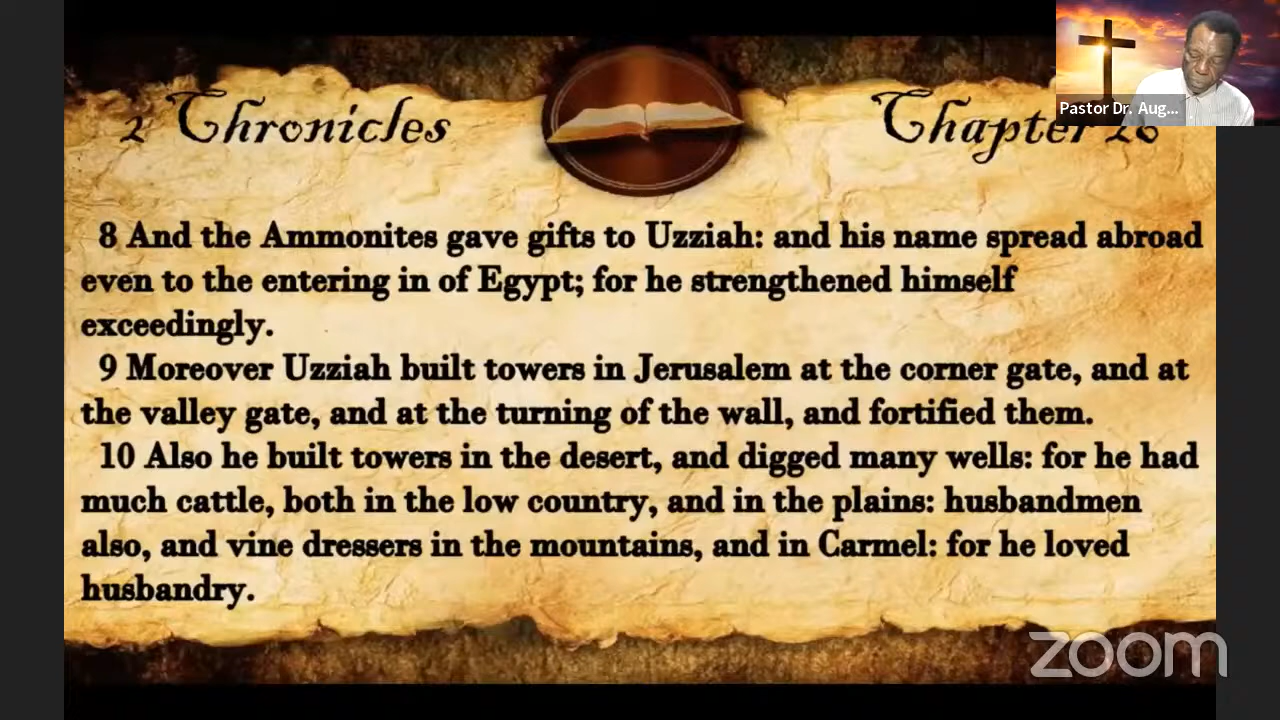 2 Chronicles
Chapter 26
Pastor Dr. Aug...
8 And the Ammonites gave gifts to Uzziah: and his name spread abroad
even to the entering in of Egypt; for he strengthened himself
exceedingly.
9 Moreover Uzziah built towers in Jerusalem at the corner gate, and at
the valley gate, and at the turning of the wall, and fortified them.
10 Also he built towers in the desert, and digged many wells: for he had
much cattle, both in the low country, and in the plains: husbandmen
also, and vine dressers in the mountains, and in Carmel: for he loved
husbandry.
zoom